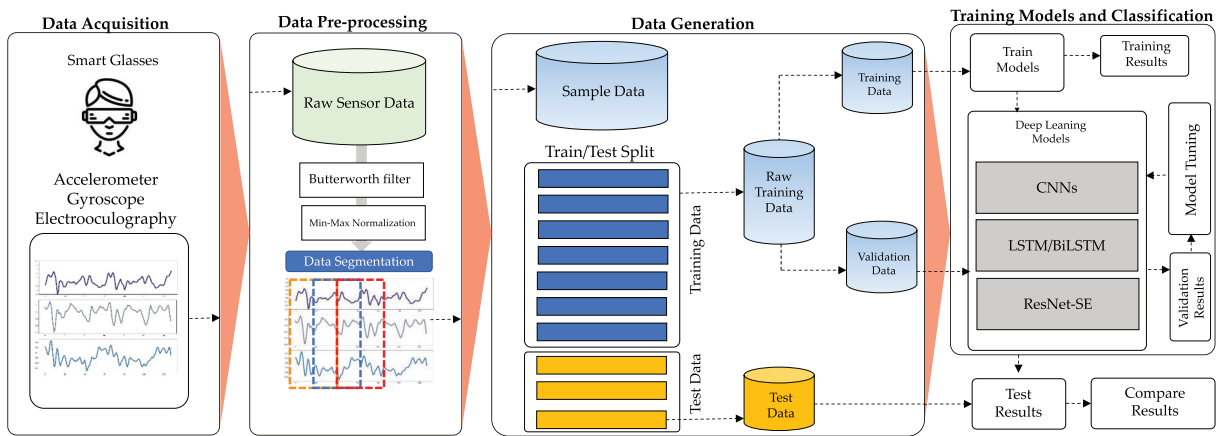 Data Acquisition
Smart Glasses
Accelerometer
Gyroscope
Electrooculography
Data Pre-processing
Raw Sensor Data
Butterworth filter
Min-Max Normalization
Data Segmentation
Data Generation
Sample Data
Train/Test Split
Training Data
Test Data
Raw
Training
Data
Training
Data
Validation
Data
Test
Data
Training Models and Classification
Train
Models
Training
Results
Deep Leaning
Models
CNNs
LSTM/BiLSTM
ResNet-SE
Model Tuning
Validation
Results
Test
Results
Compare
Results